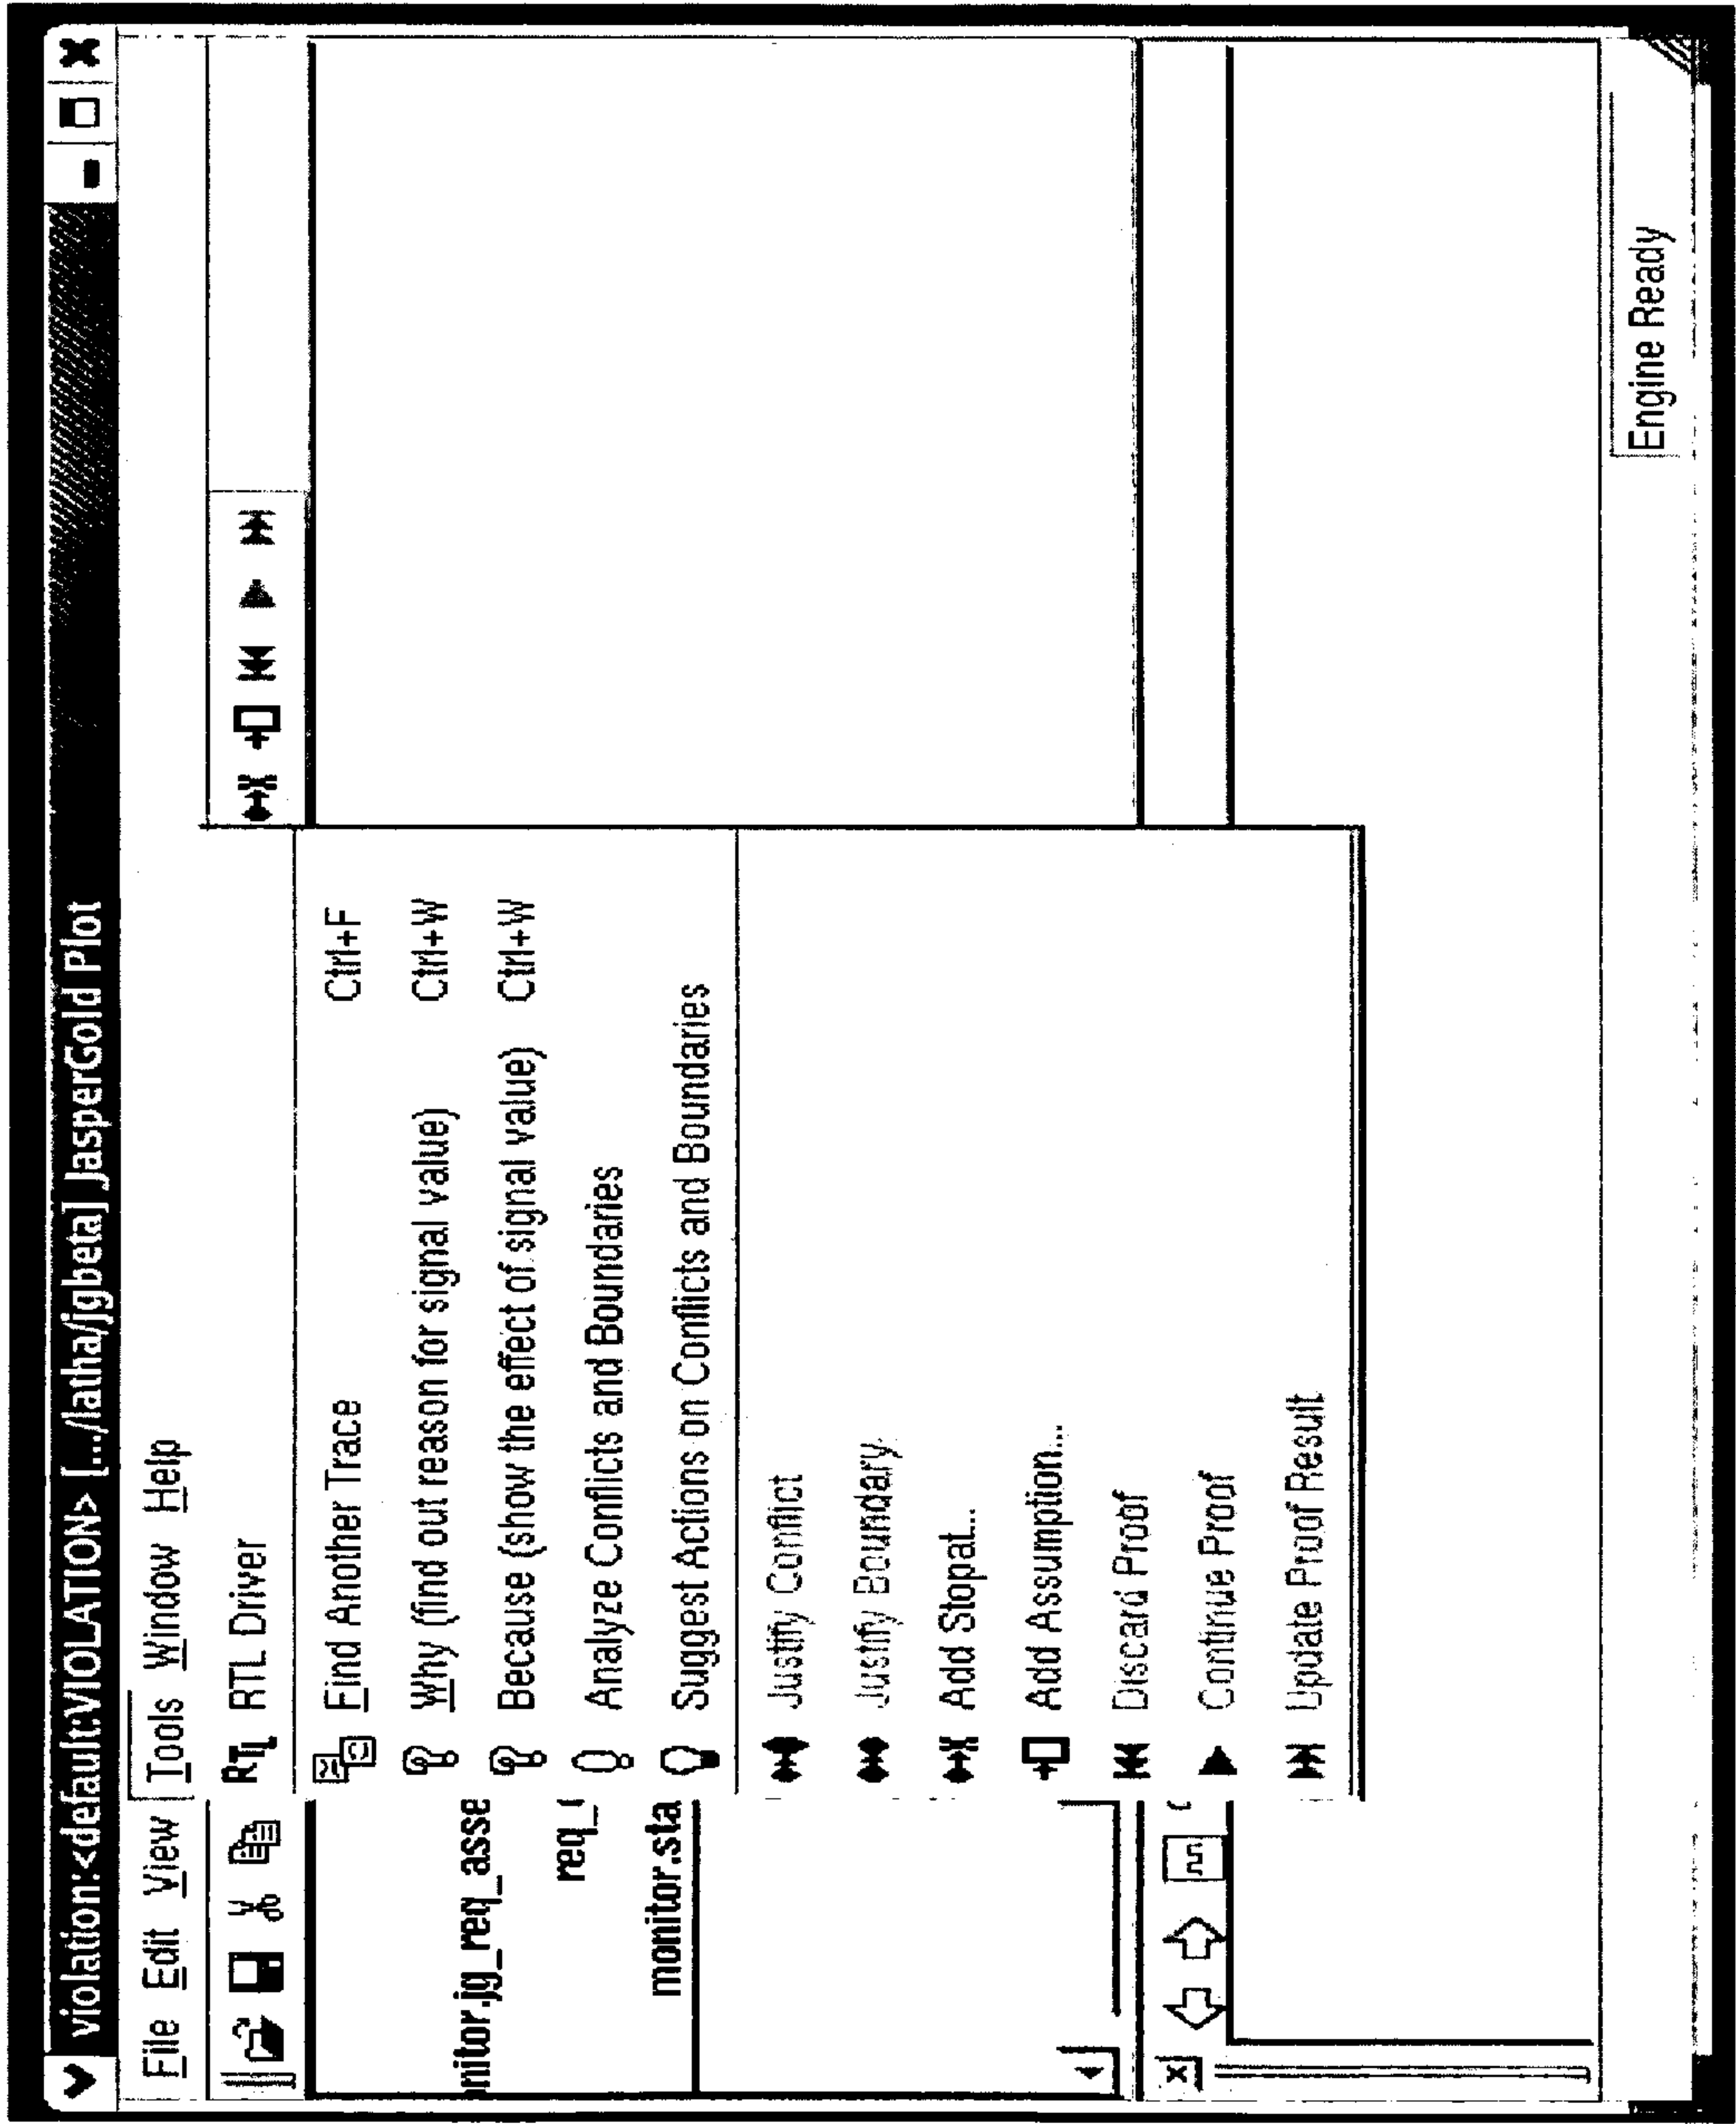 violation:<default:VIOLATION> [.../latha/jgbeta] JasperGold Plot
File Edit View Tools Window Help
RTL RTL Driver
Find Another Trace Ctrl+F
Why (find out reason for signal value) Ctrl+W
Because (show the effect of signal value) Ctrl+W
Analyze Conflicts and Boundaries
Suggest Actions on Conflicts and Boundaries
Justify Conflict
Justify Boundary
Add Stopat...
Add Assumption...
Discard Proof
Continue Proof
Update Proof Result
nitor.jg_req_asse
req_
monitor.sta
Engine Ready